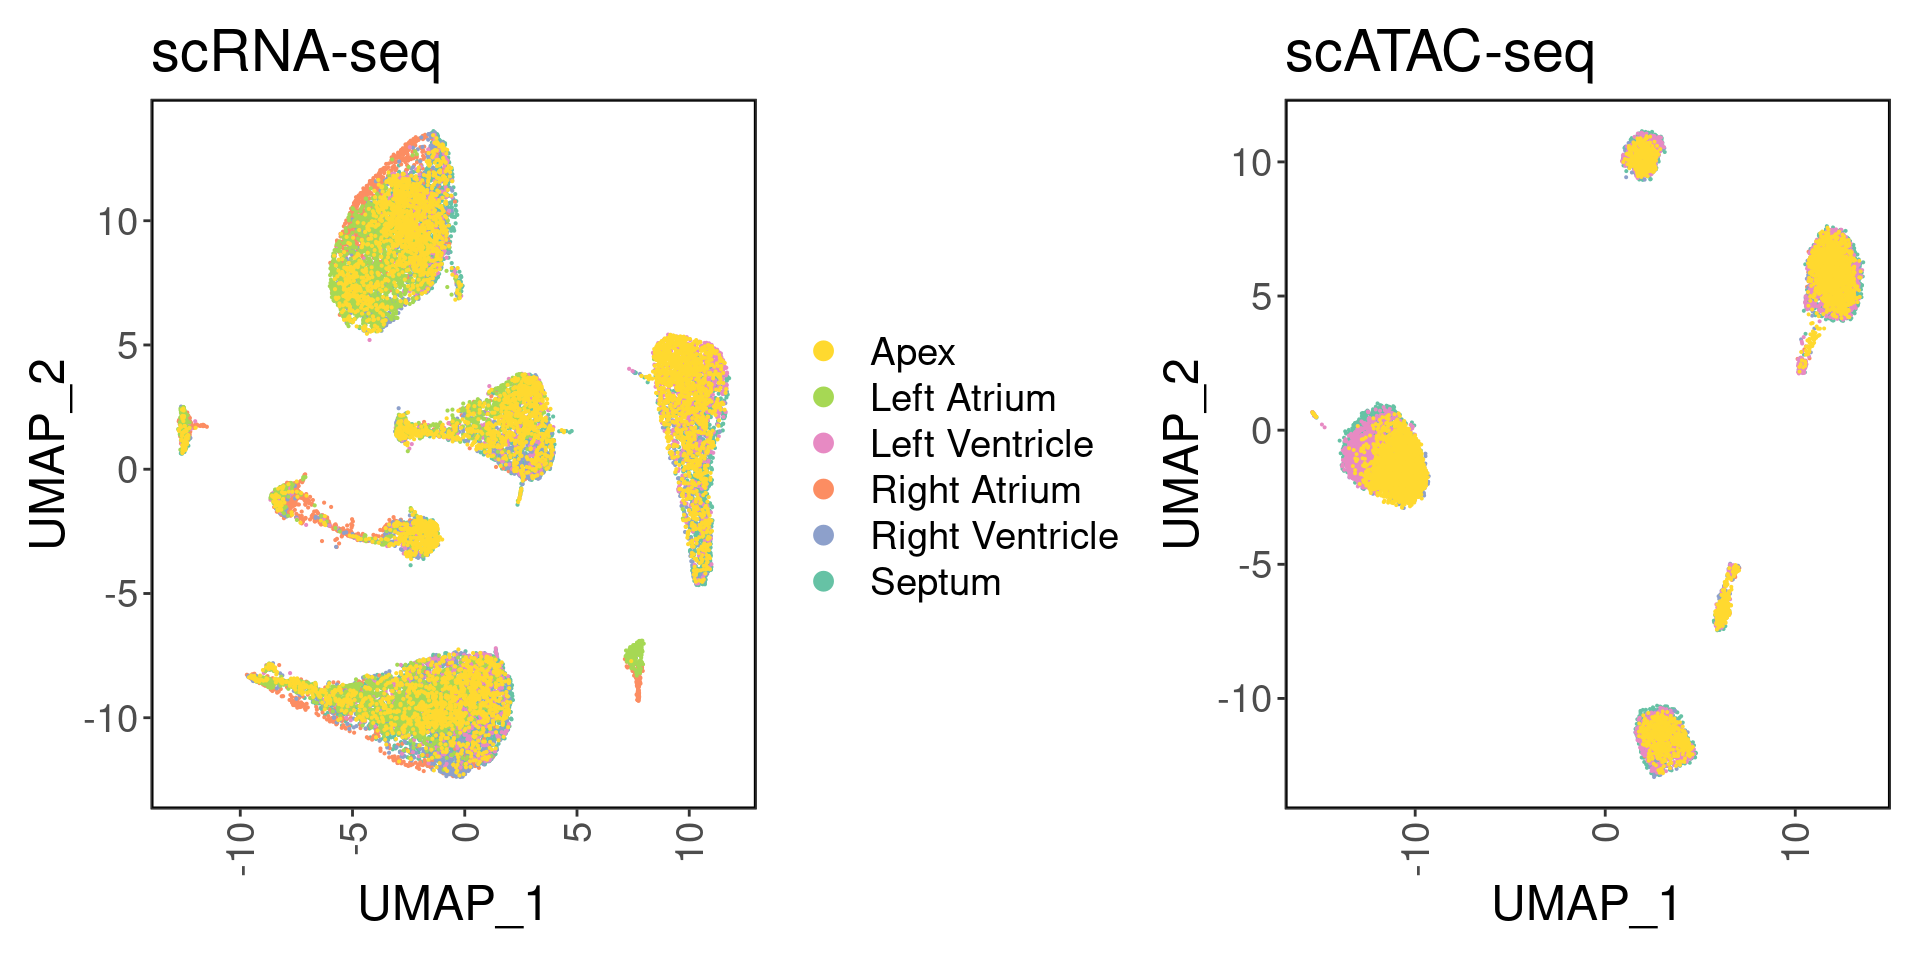 scRNA-seq
UMAP_2
10
5
0
-5
-10
-10
-5
0
5
10
UMAP_1
Apex
Left Atrium
Left Ventricle
Right Atrium
Right Ventricle
Septum
scATAC-seq
UMAP_2
10
5
0
-5
-10
-10
0
10
UMAP_1